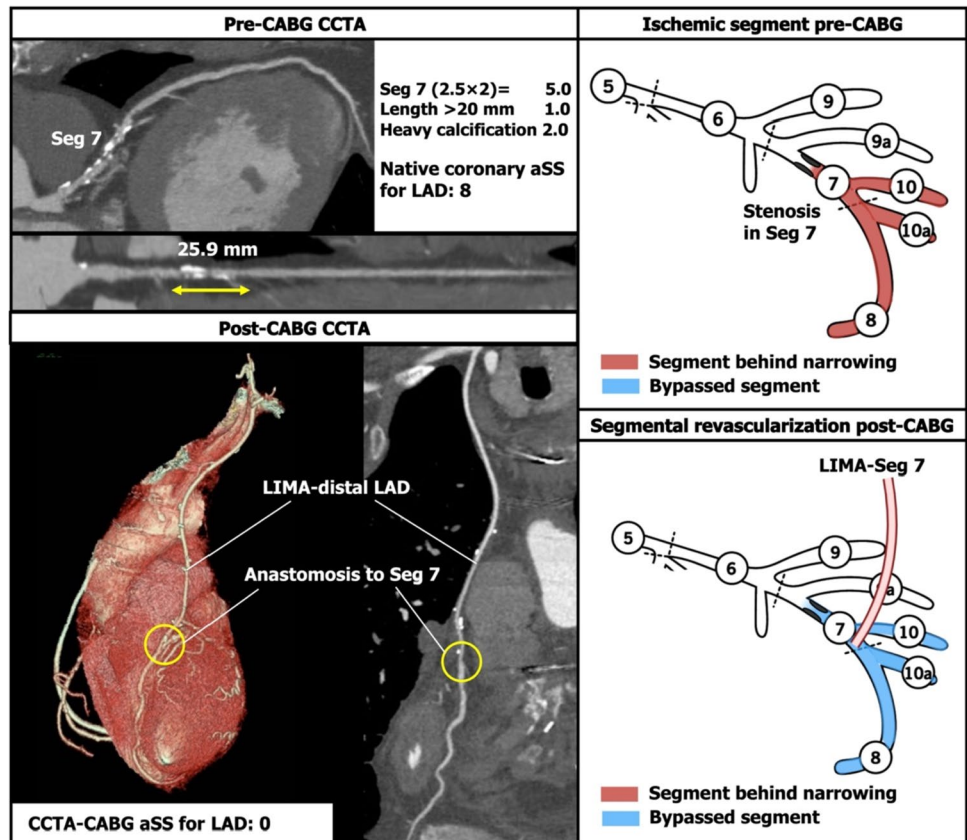 Pre-CABG CCTA
Seg 7
Seg 7 (2.5×2)= 5.0
Length >20 mm 1.0
Heavy calcification 2.0
Native coronary aSS
for LAD: 8
25.9 mm
Post-CABG CCTA
LIMA-distal LAD
Anastomosis to Seg 7
CCTA-CABG aSS for LAD: 0
Ischemic segment pre-CABG
5
6
9
9a
7
10
10a
Stenosis
in Seg 7
8
Segment behind narrowing
Bypassed segment
Segmental revascularization post-CABG
LIMA-Seg 7
5
6
9
7
10
10a
8
Segment behind narrowing
Bypassed segment